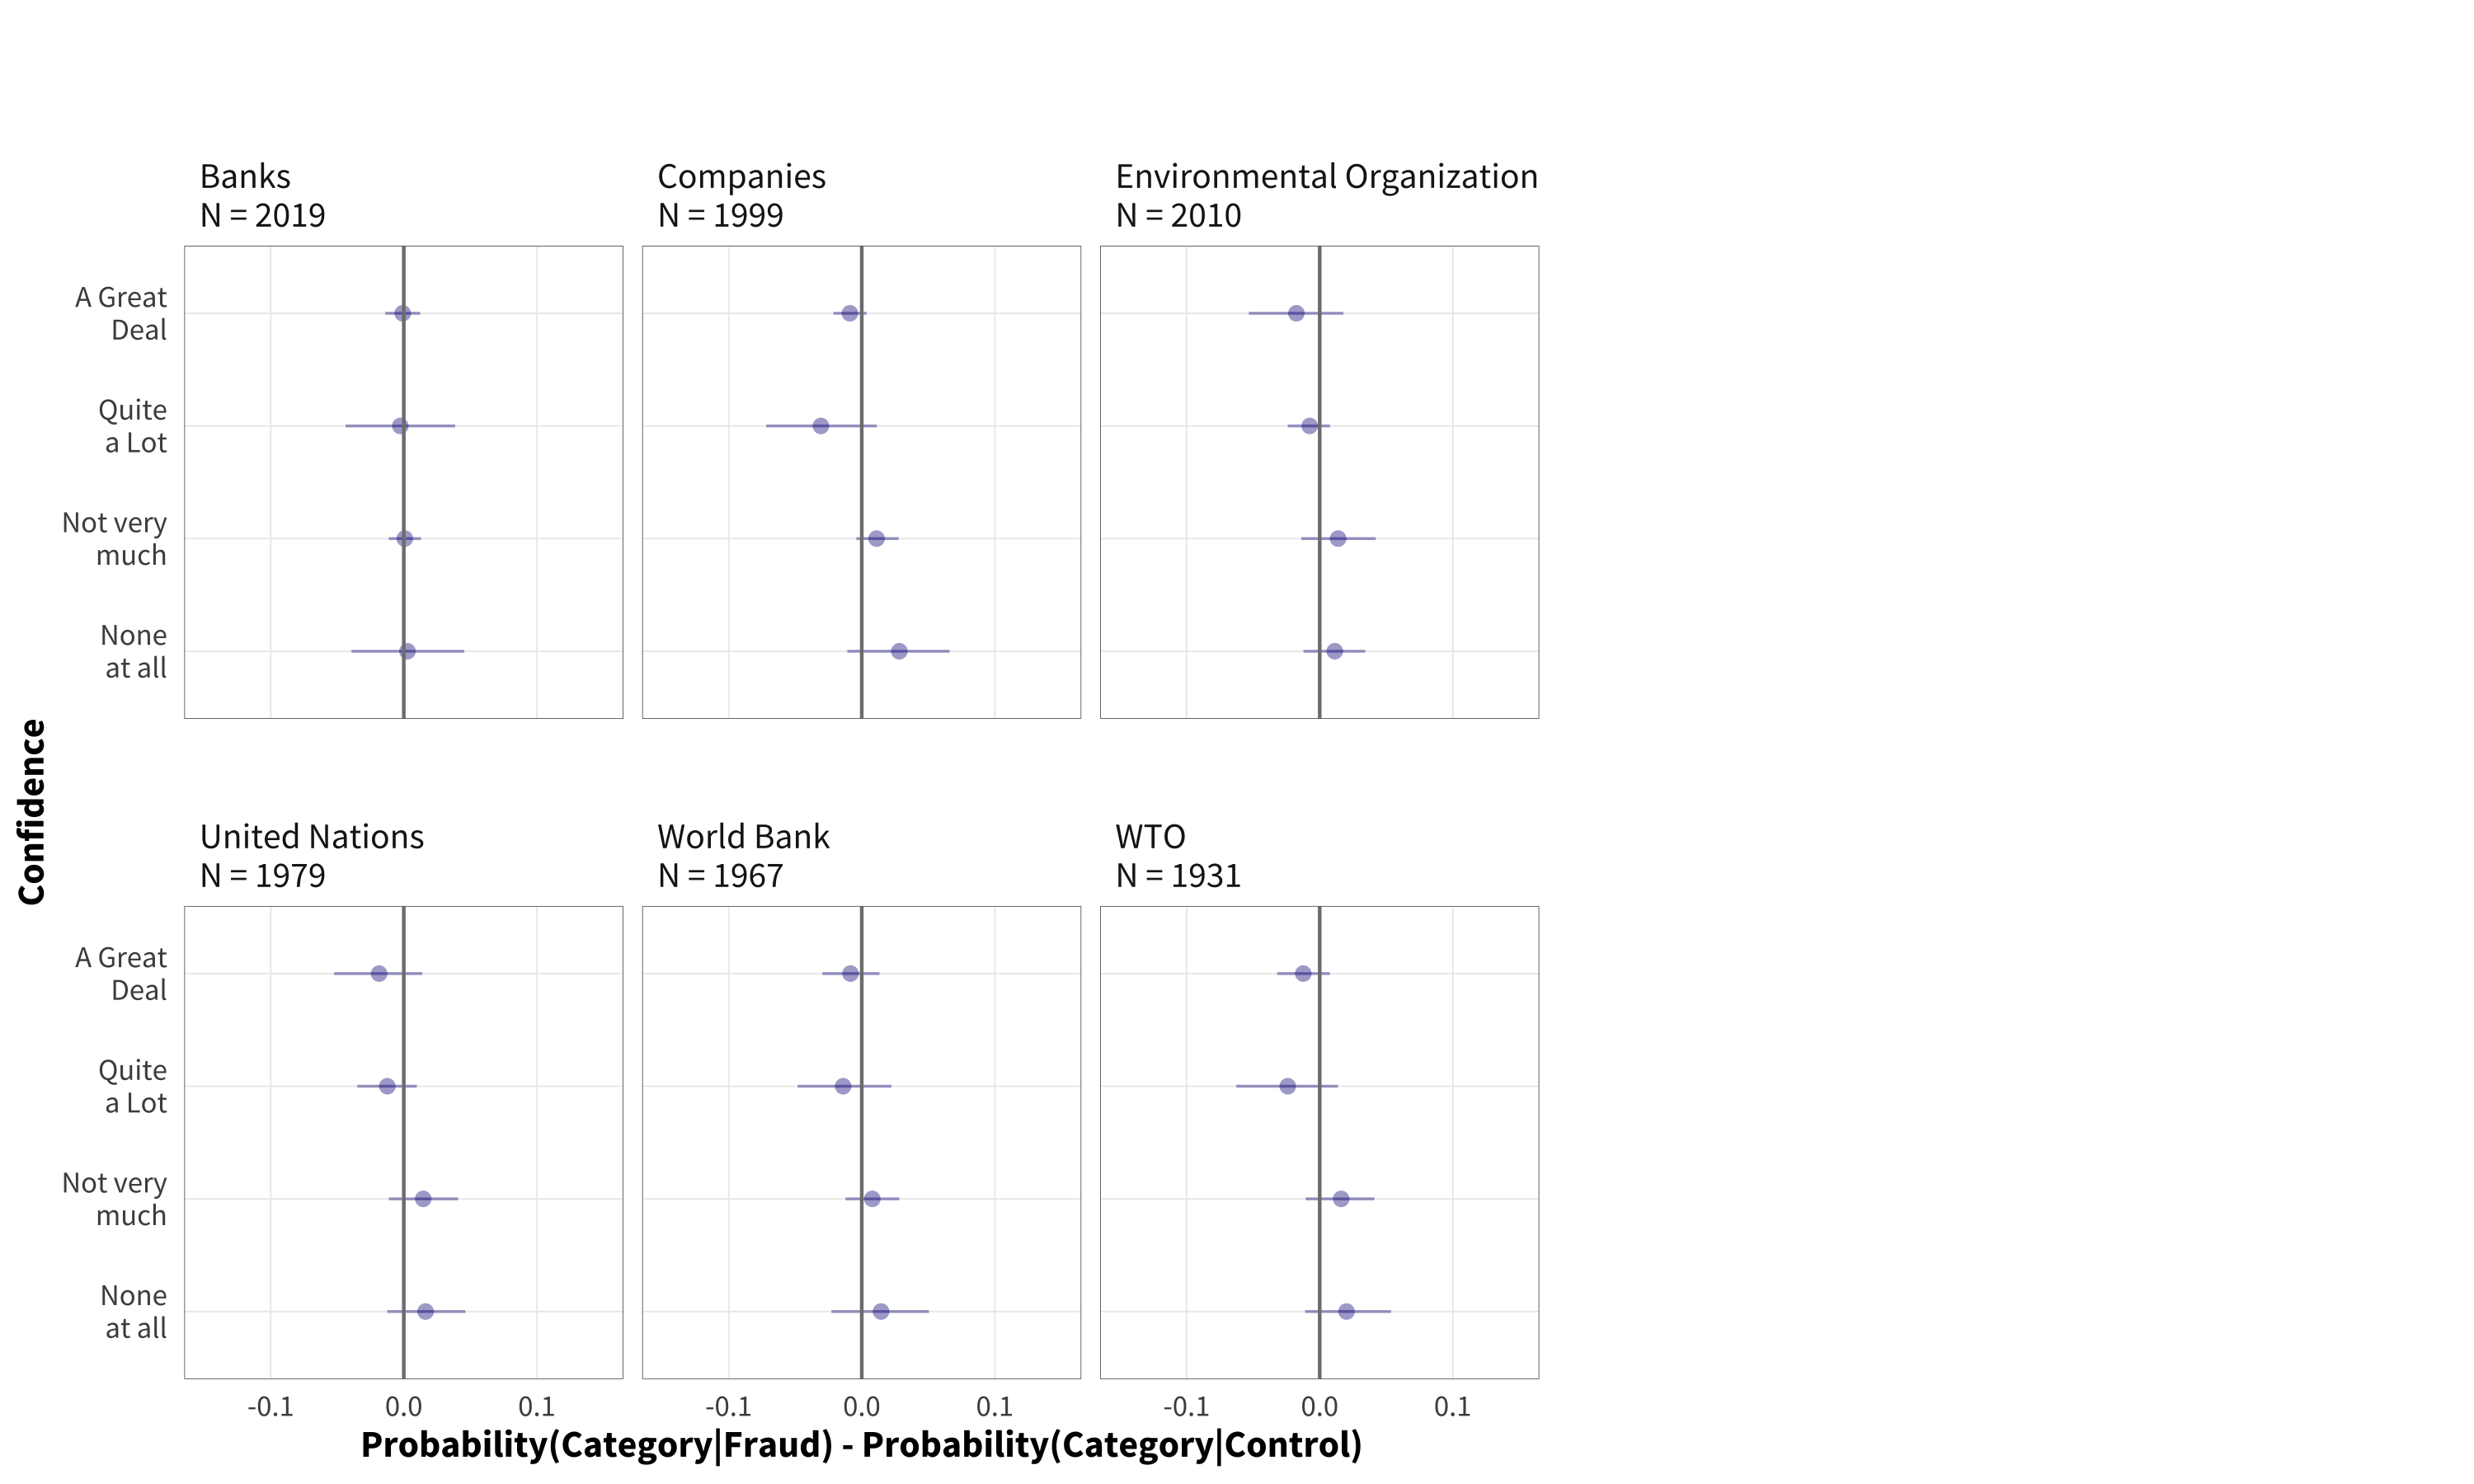 Banks
N = 2019
Companies
N = 1999
Environmental Organization
N = 2010
A Great
Deal
Quite
a Lot
Not very
much
None
at all
Confidence
United Nations
N = 1979
World Bank
N = 1967
WTO
N = 1931
A Great
Deal
Quite
a Lot
Not very
much
None
at all
-0.1 0.0 0.1 -0.1 0.0 0.1 -0.1 0.0 0.1
Probability(Category|Fraud) - Probability(Category|Control)